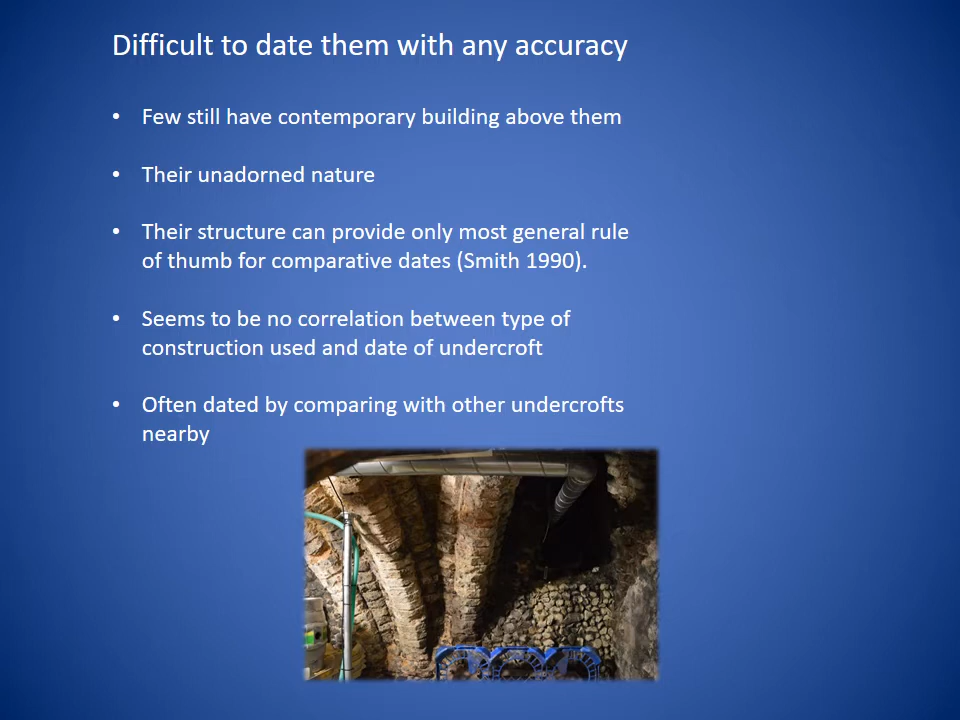 Difficult to date them with any accuracy
• Few still have contemporary building above them
• Their unadorned nature
• Their structure can provide only most general rule
of thumb for comparative dates (Smith 1990).
• Seems to be no correlation between type of
construction used and date of undercroft
• Often dated by comparing with other undercrofts
nearby